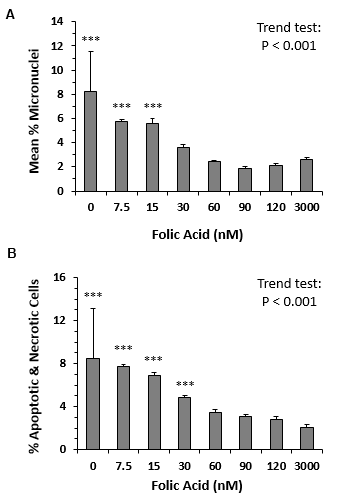 A
14
12
10
8
6
4
2
0
Mean % Micronuclei
Trend test:
P < 0.001
***
***
***
0 7.5 15 30 60 90 120 3000
Folic Acid (nM)
B
16
12
8
4
0
% Apoptotic & Necrotic Cells
Trend test:
P < 0.001
***
***
***
***
0 7.5 15 30 60 90 120 3000
Folic Acid (nM)